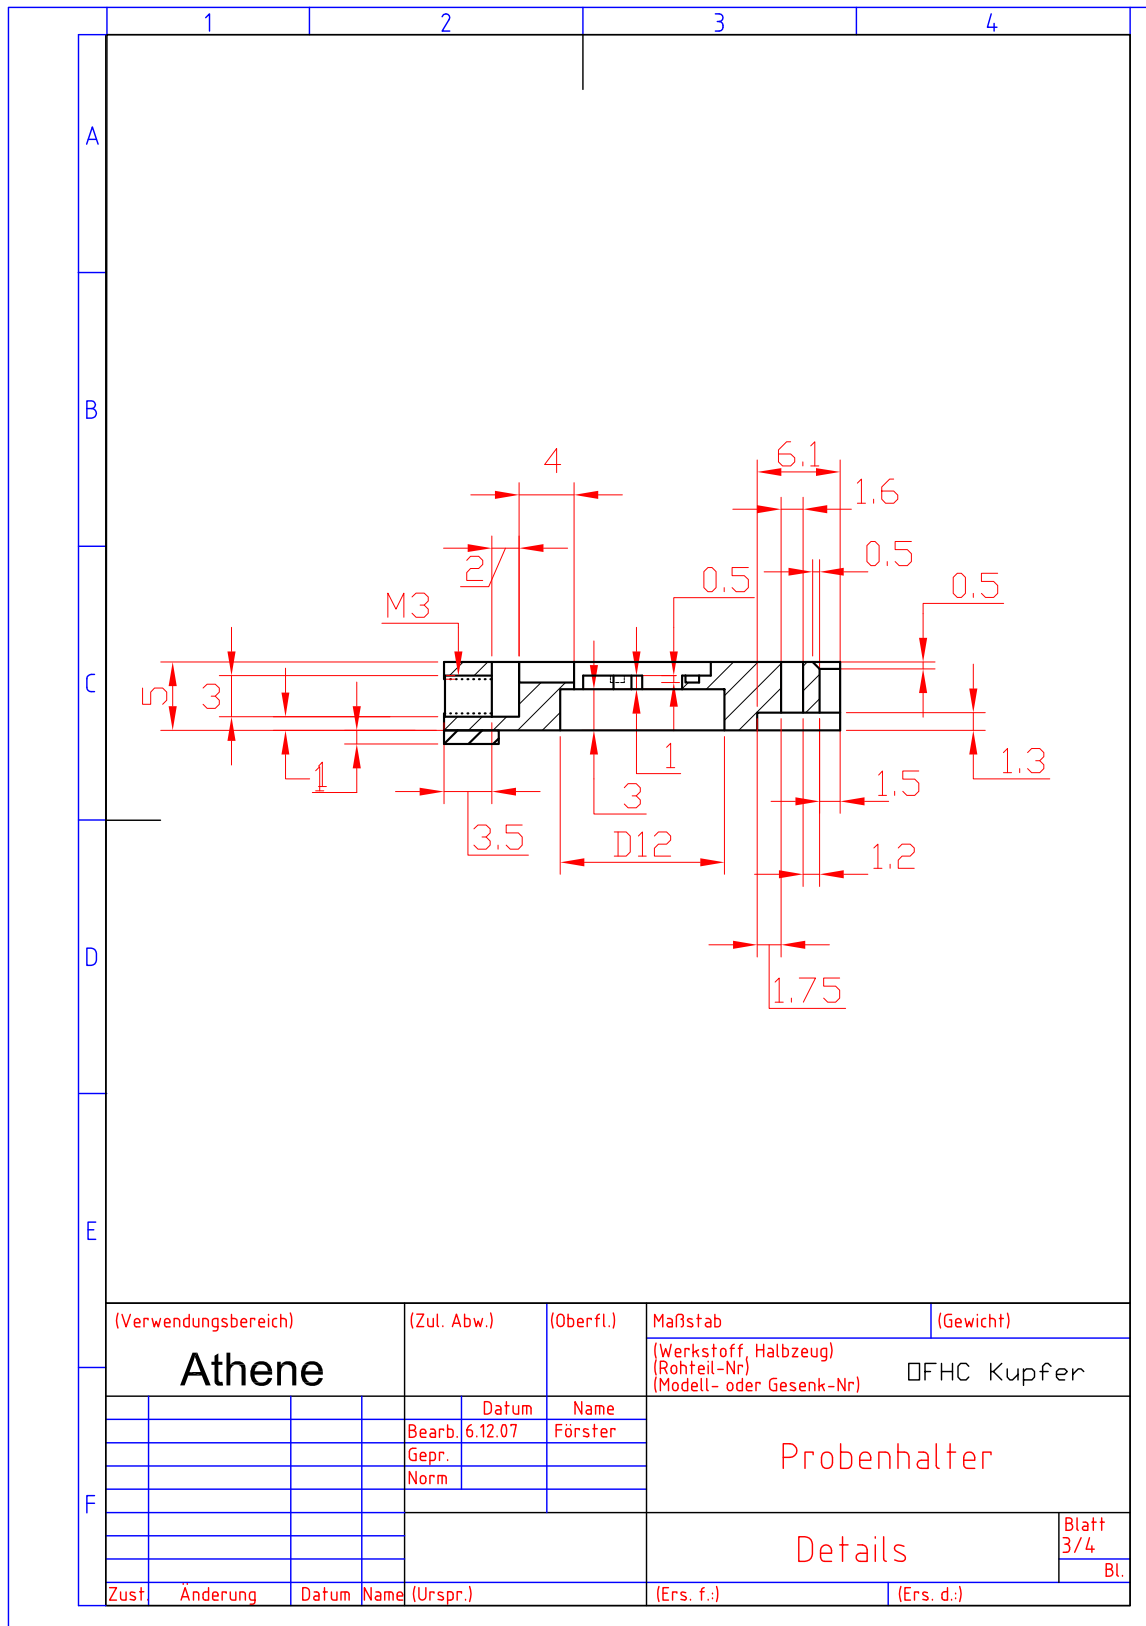 1 2 3 4
A
B
C
D
E
F
4
6.1
1.6
2
0.5
0.5
0.5
M3
5
3
1
1
3.5
3
1
D12
1.3
1.5
1.2
1.75
(Verwendungsbereich)
Athene
(Zul. Abw.)
(Oberfl.)
Maßstab
(Gewicht)
(Werkstoff, Halbzeug)
(Rohteil-Nr)
(Modell- oder Gesenk-Nr)
OFHC Kupfer
Datum Name
Bearb. 6.12.07 Förster
Gepr.
Norm
Probenhalter
Details
Blatt
3/4
Bl.
Zust. Änderung Datum Name (Urspr.) (Ers. f.:) (Ers. d.:)